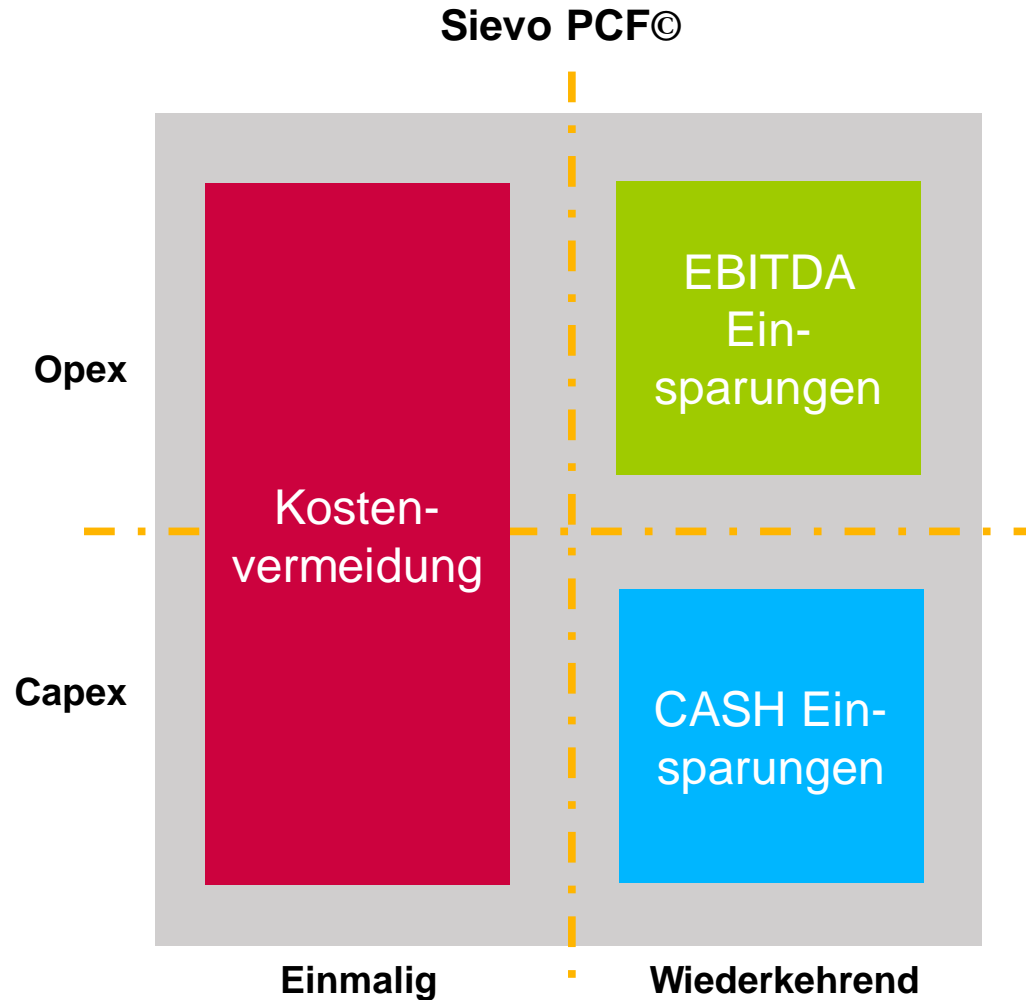 Sievo PCF©
EBITDA
Ein-
sparungen
Opex
Kosten-
vermeidung
Capex
CASH Ein-
sparungen
Einmalig
Wiederkehrend